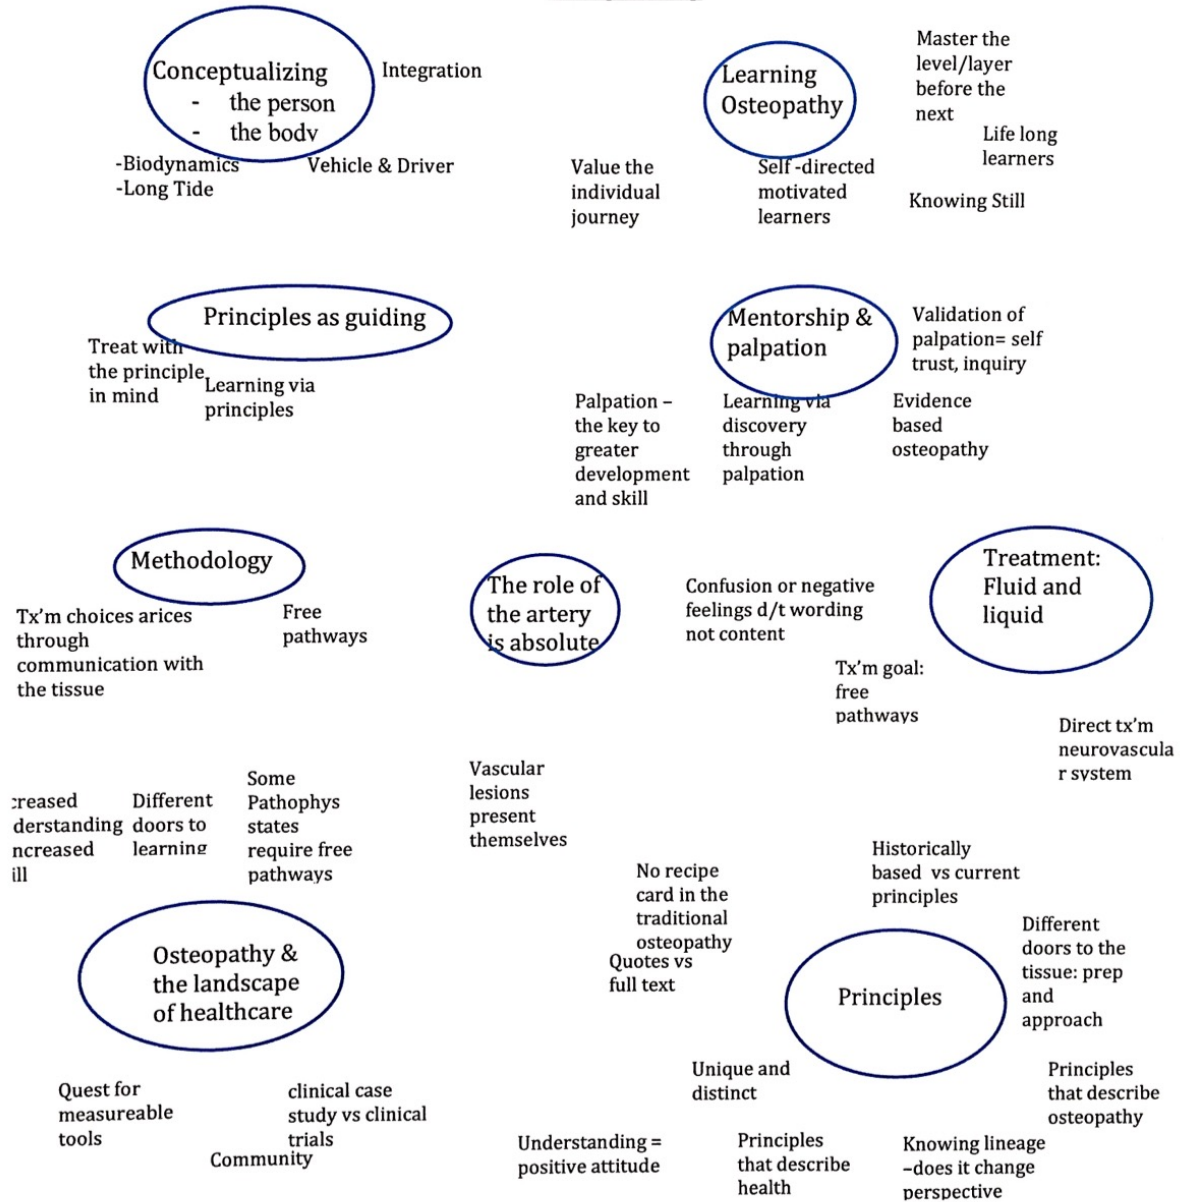 Conceptualizing
- the person
- the body
Integration
-Biodynamics
-Long Tide
Vehicle & Driver
Learning
Osteopathy
Master the
level/layer
before the
next
Life long
learners
Value the
individual
journey
Self -directed
motivated
learners
Knowing Still
Principles as guiding
Treat with
the principle
in mind
Learning via
principles
Mentorship &
palpation
Validation of
palpation= self
trust, inquiry
Palpation –
the key to
greater
development
and skill
Learning via
discovery
through
palpation
Evidence
based
osteopathy
Methodology
Tx'm choices arices
through
communication with
the tissue
Free
pathways
The role of
the artery
is absolute
Confusion or negative
feelings d/t wording
not content
Treatment:
Fluid and
liquid
Tx'm goal:
free
pathways
Direct tx'm
neurovascula
r system
creased
derstanding
ncreased
ill
Different
doors to
learning
Some
Pathophys
states
require free
pathways
Vascular
lesions
present
themselves
No recipe
card in the
traditional
osteopathy
Quotes vs
full text
Historically
based vs current
principles
Different
doors to the
tissue: prep
and
approach
Osteopathy &
the landscape
of healthcare
Principles
Quest for
measureable
tools
clinical case
study vs clinical
trials
Community
Unique and
distinct
Principles
that describe
osteopathy
Understanding =
positive attitude
Principles
that describe
health
Knowing lineage
–does it change
perspective